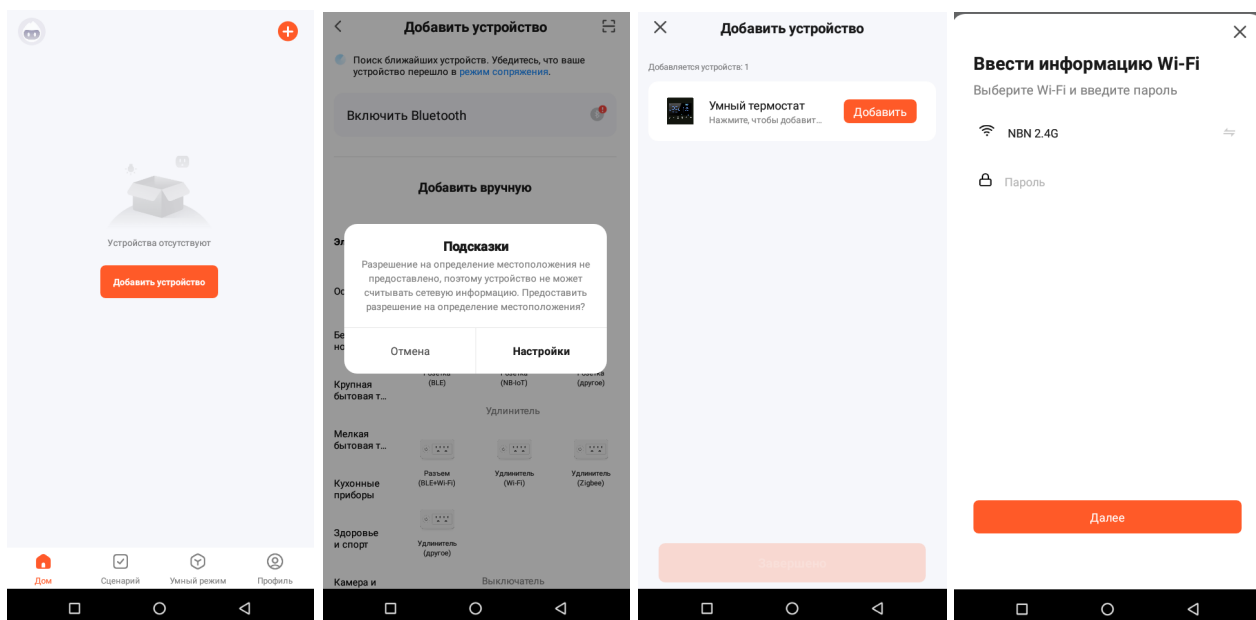 Устройства отсутствуют
Добавить устройство
Дом
Сценарий
Умный режим
Профиль
Добавить устройство
Поиск ближайших устройств. Убедитесь, что ваше
устройство перешло в режим сопряжения.
Включить Bluetooth
Добавить вручную
Подсказки
Разрешение на определение местоположения не
предоставлено, поэтому устройство не может
считывать сетевую информацию. Предоставить
разрешение на определение местоположения?
Отмена
Настройки
Крупная
бытовая т...
(BLE)
(NB-IoT)
(другое)
Удлинитель
Мелкая
бытовая т...
Разъем
(BLE+Wi-Fi)
Удлинитель
(Wi-Fi)
Удлинитель
(Zigbee)
Кухонные
приборы
Здоровье
и спорт
Удлинитель
(другое)
Камера и
Выключатель
Добавить устройство
Добавляется устройств: 1
Умный термостат
Нажмите, чтобы добавит...
Добавить
Ввести информацию Wi-Fi
Выберите Wi-Fi и введите пароль
NBN 2.4G
Пароль
Далее